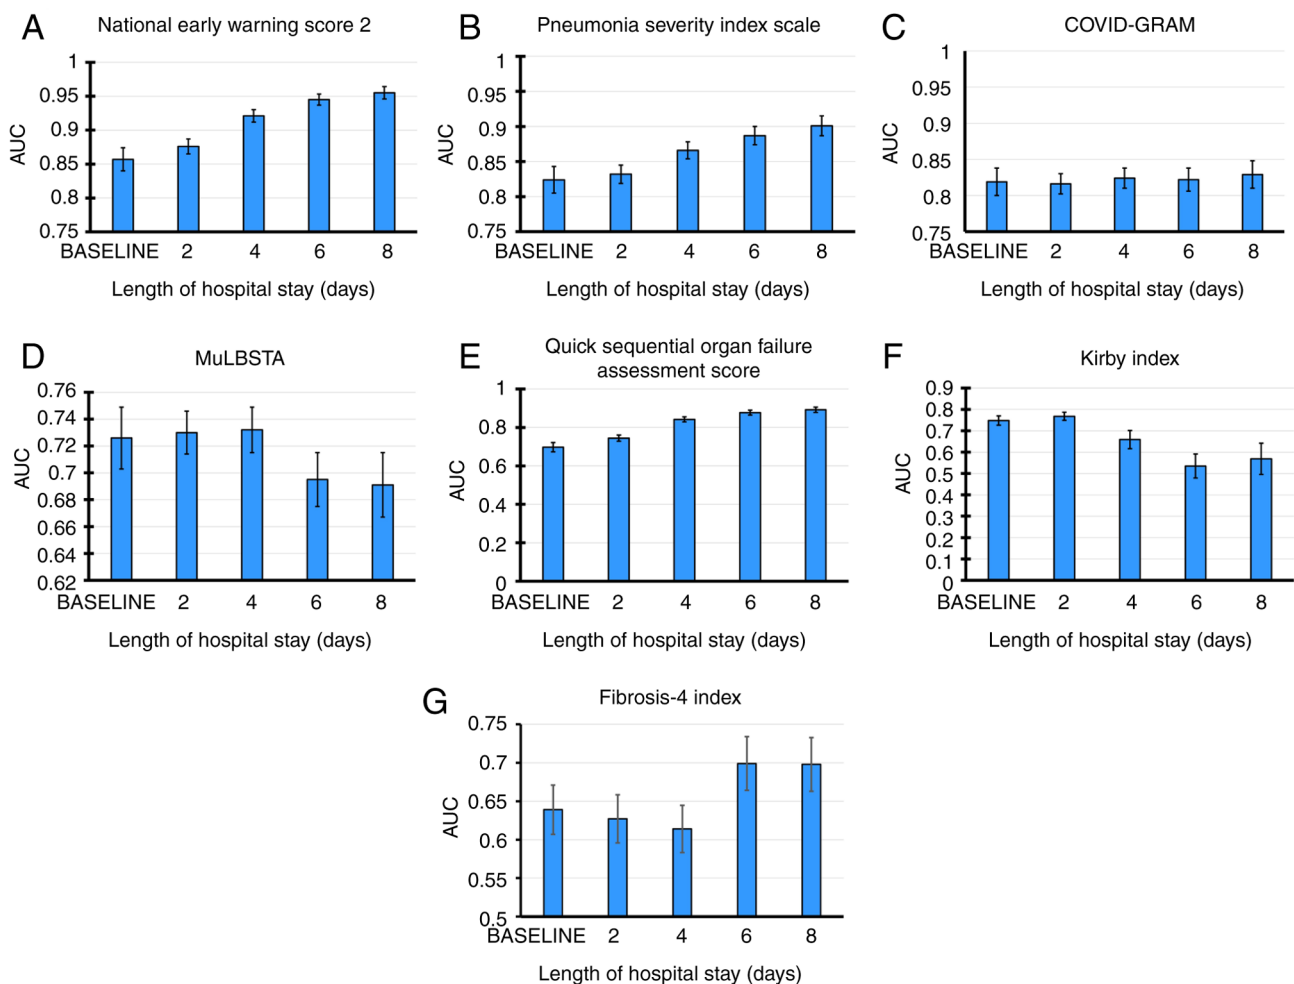 A
National early warning score 2
1
0.95
0.9
0.85
0.8
0.75
AUC
BASELINE 2 4 6 8
Length of hospital stay (days)
B
Pneumonia severity index scale
1
0.95
0.9
0.85
0.8
0.75
AUC
BASELINE 2 4 6 8
Length of hospital stay (days)
C
COVID-GRAM
1
0.95
0.9
0.85
0.8
0.75
AUC
BASELINE 2 4 6 8
Length of hospital stay (days)
D
MuLBSTA
0.76
0.74
0.72
0.7
0.68
0.66
0.64
0.62
AUC
BASELINE 2 4 6 8
Length of hospital stay (days)
E
Quick sequential organ failure
assessment score
1
0.8
0.6
0.4
0.2
0
AUC
BASELINE 2 4 6 8
Length of hospital stay (days)
F
Kirby index
0.9
0.8
0.7
0.6
0.5
0.4
0.3
0.2
0.1
0
AUC
BASELINE 2 4 6 8
Length of hospital stay (days)
G
Fibrosis-4 index
0.75
0.7
0.65
0.6
0.55
0.5
AUC
BASELINE 2 4 6 8
Length of hospital stay (days)